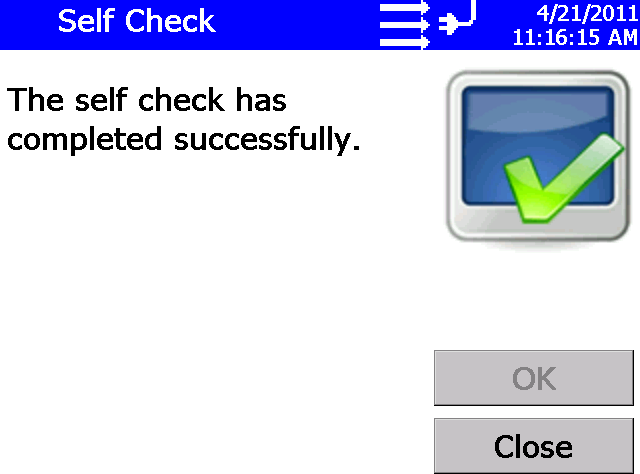 Self Check
4/21/2011
11:16:15 AM
The self check has
completed successfully.
OK
Close